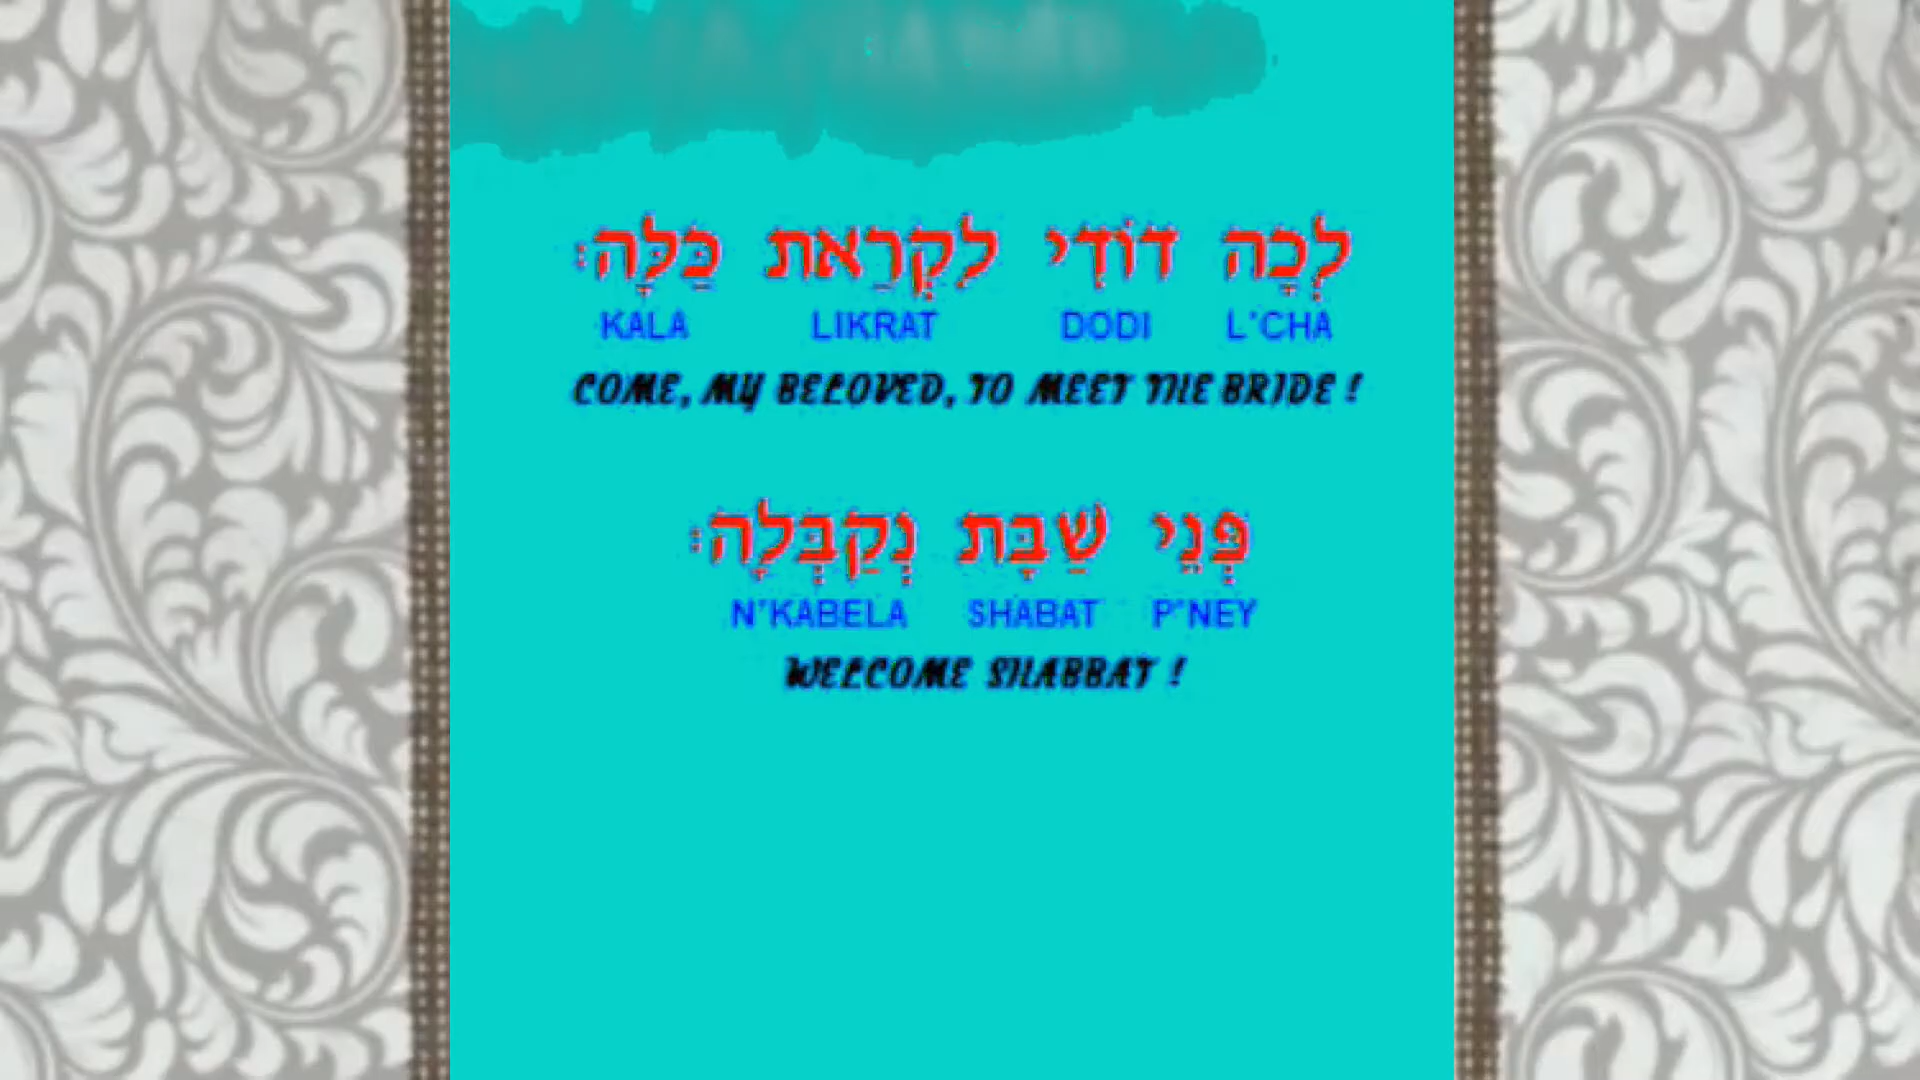 לְכָה דוֹדִי לִקְרַאת כַּלָּה:
KALA LIKRAT DODI L'CHA
COME, MY BELOVED, TO MEET THE BRIDE !
פְּנֵי שַׁבָּת נְקַבְּלָה:
N'KABELA SHABAT P'NEY
WELCOME SHABBAT !